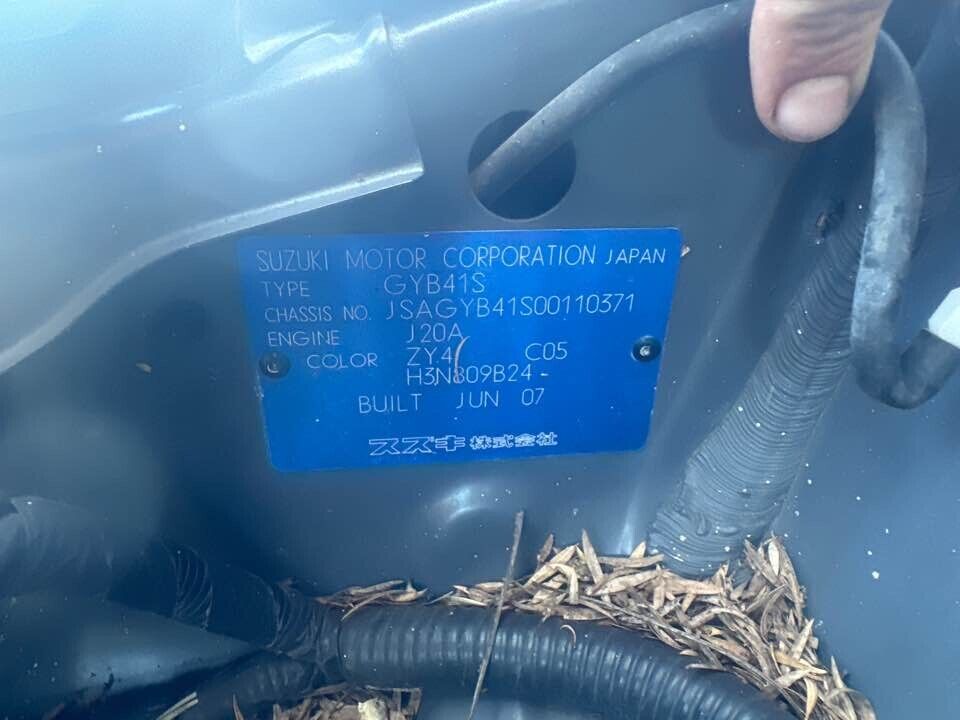 SUZUKI MOTOR CORPORATION JAPAN
TYPE GYB41S
CHASSIS NO. JSAGYB41S00110371
ENGINE J20A
COLOR ZY4 C05
H3N809B24-
BUILT JUN 07
スズキ株式会社